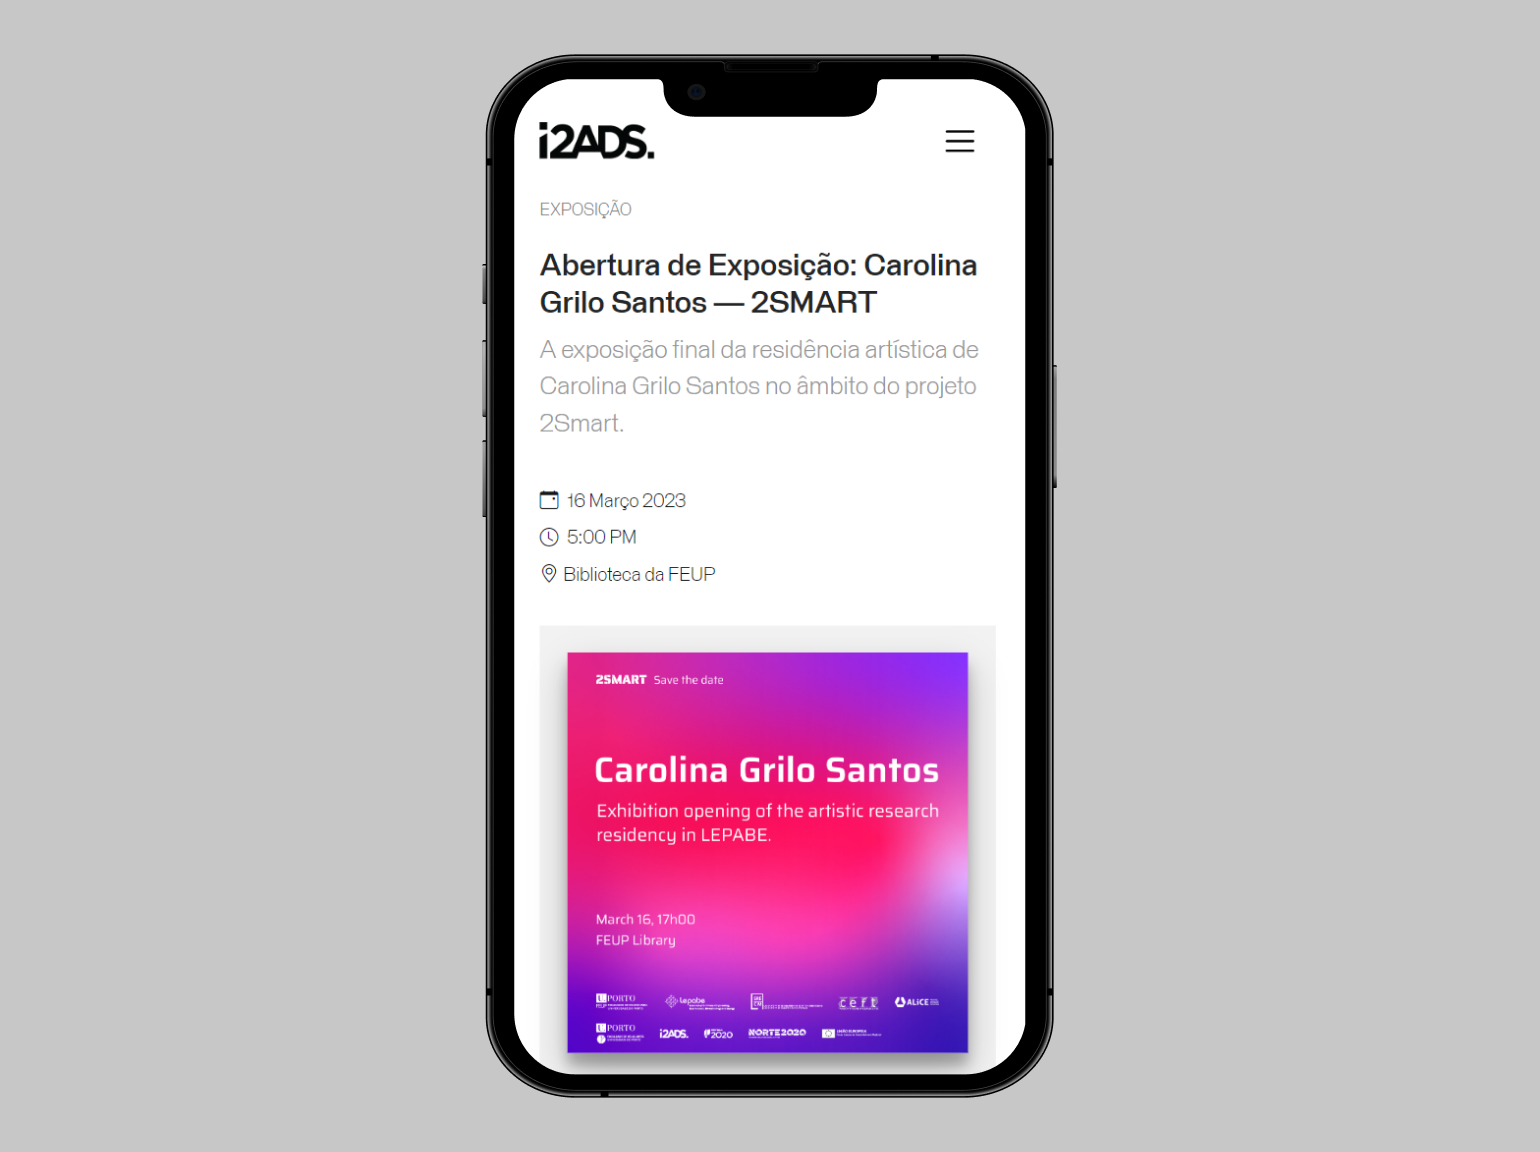 i2ADS.
EXPOSIÇÃO
Abertura de Exposição: Carolina
Grilo Santos — 2SMART
A exposição final da residência artística de
Carolina Grilo Santos no âmbito do projeto
2Smart.
16 Março 2023
5:00 PM
Biblioteca da FEUP
2SMART Save the date
Carolina Grilo Santos
Exhibition opening of the artistic research
residency in LEPABE.
March 16, 17h00
FEUP Library
U.PORTO
Lepabe
ceft
ALiCE
U.PORTO
i2ADS.
2020
NORTE2020
UNIÃO EUROPEIA